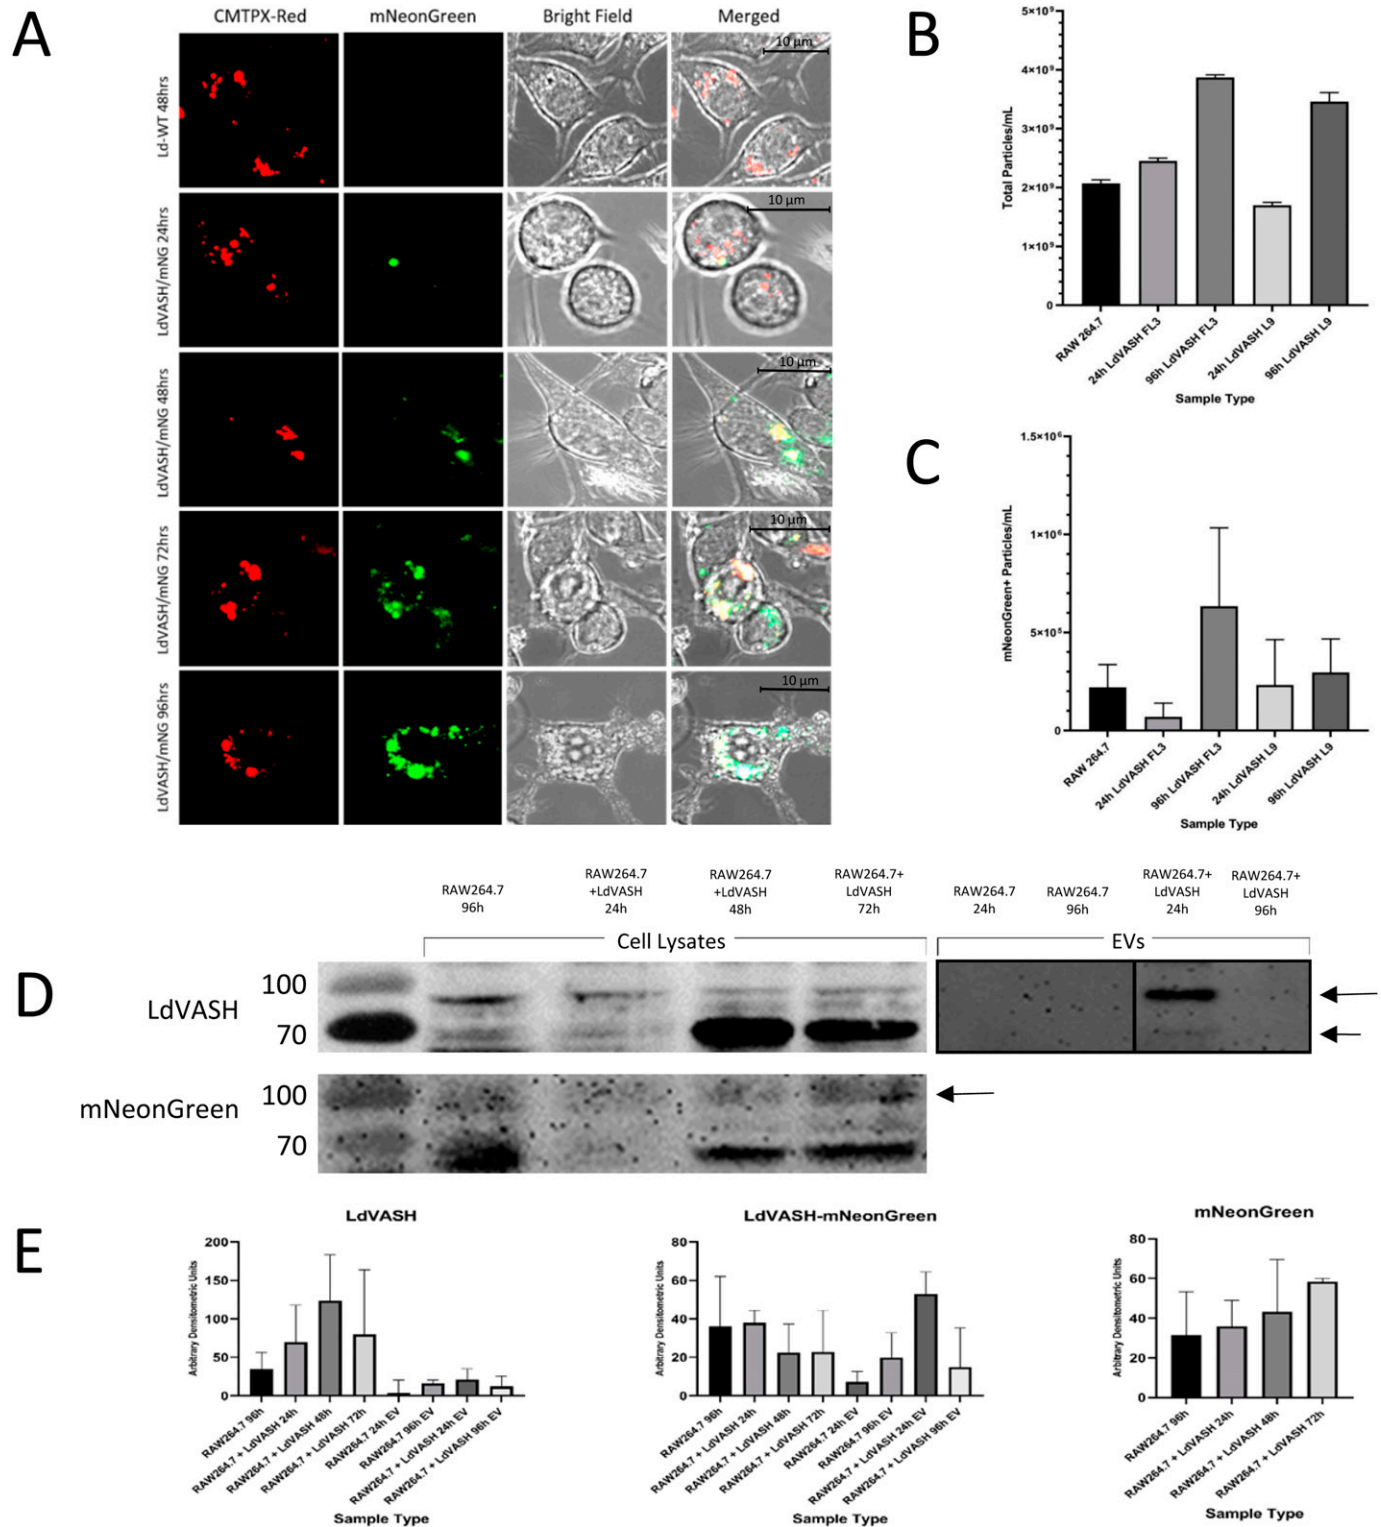 A
CMTPX-Red mNeonGreen Bright Field Merged
Ld-WT 48hrs
10 μm
LdVASH/mNG 24hrs
10 μm
LdVASH/mNG 48hrs
10 μm
LdVASH/mNG 72hrs
10 μm
LdVASH/mNG 96hrs
10 μm
B
Total Particles/mL
5×10⁹
4×10⁹
3×10⁹
2×10⁹
1×10⁹
0
RAW 264.7
24h LdVASH FL3
96h LdVASH FL3
24h LdVASH L9
96h LdVASH L9
Sample Type
C
mNeonGreen+ Particles/mL
1.5×10⁶
1×10⁶
5×10⁵
0
RAW 264.7
24h LdVASH FL3
96h LdVASH FL3
24h LdVASH L9
96h LdVASH L9
Sample Type
D
RAW264.7
96h
RAW264.7
+LdVASH
24h
RAW264.7
+LdVASH
48h
RAW264.7+
LdVASH
72h
RAW264.7
24h
RAW264.7
96h
RAW264.7+
LdVASH
24h
RAW264.7+
LdVASH
96h
Cell Lysates
EVs
LdVASH
100
70
mNeonGreen
100
70
E
LdVASH
Arbitrary Densitometric Units
200
150
100
50
0
RAW264.7 96h
RAW264.7 + LdVASH 24h
RAW264.7 + LdVASH 48h
RAW264.7 + LdVASH 72h
RAW264.7 24h EV
RAW264.7 96h EV
RAW264.7 + LdVASH 24h EV
RAW264.7 + LdVASH 96h EV
Sample Type
LdVASH-mNeonGreen
Arbitrary Densitometric Units
80
60
40
20
0
RAW264.7 96h
RAW264.7 + LdVASH 24h
RAW264.7 + LdVASH 48h
RAW264.7 + LdVASH 72h
RAW264.7 24h EV
RAW264.7 96h EV
RAW264.7 + LdVASH 24h EV
RAW264.7 + LdVASH 96h EV
Sample Type
mNeonGreen
Arbitrary Densitometric Units
80
60
40
20
0
RAW264.7 96h
RAW264.7 + LdVASH 24h
RAW264.7 + LdVASH 48h
RAW264.7 + LdVASH 72h
Sample Type